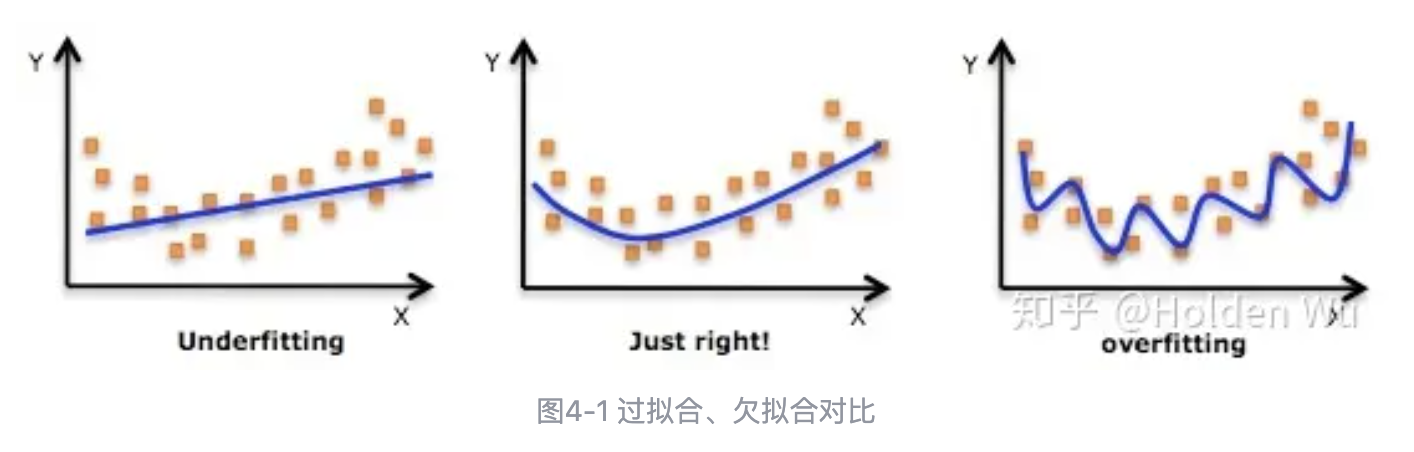 Y
Y
Y
X
X
X
知乎 @Holden Wu
Underfitting
Just right!
overfitting
图4-1 过拟合、欠拟合对比